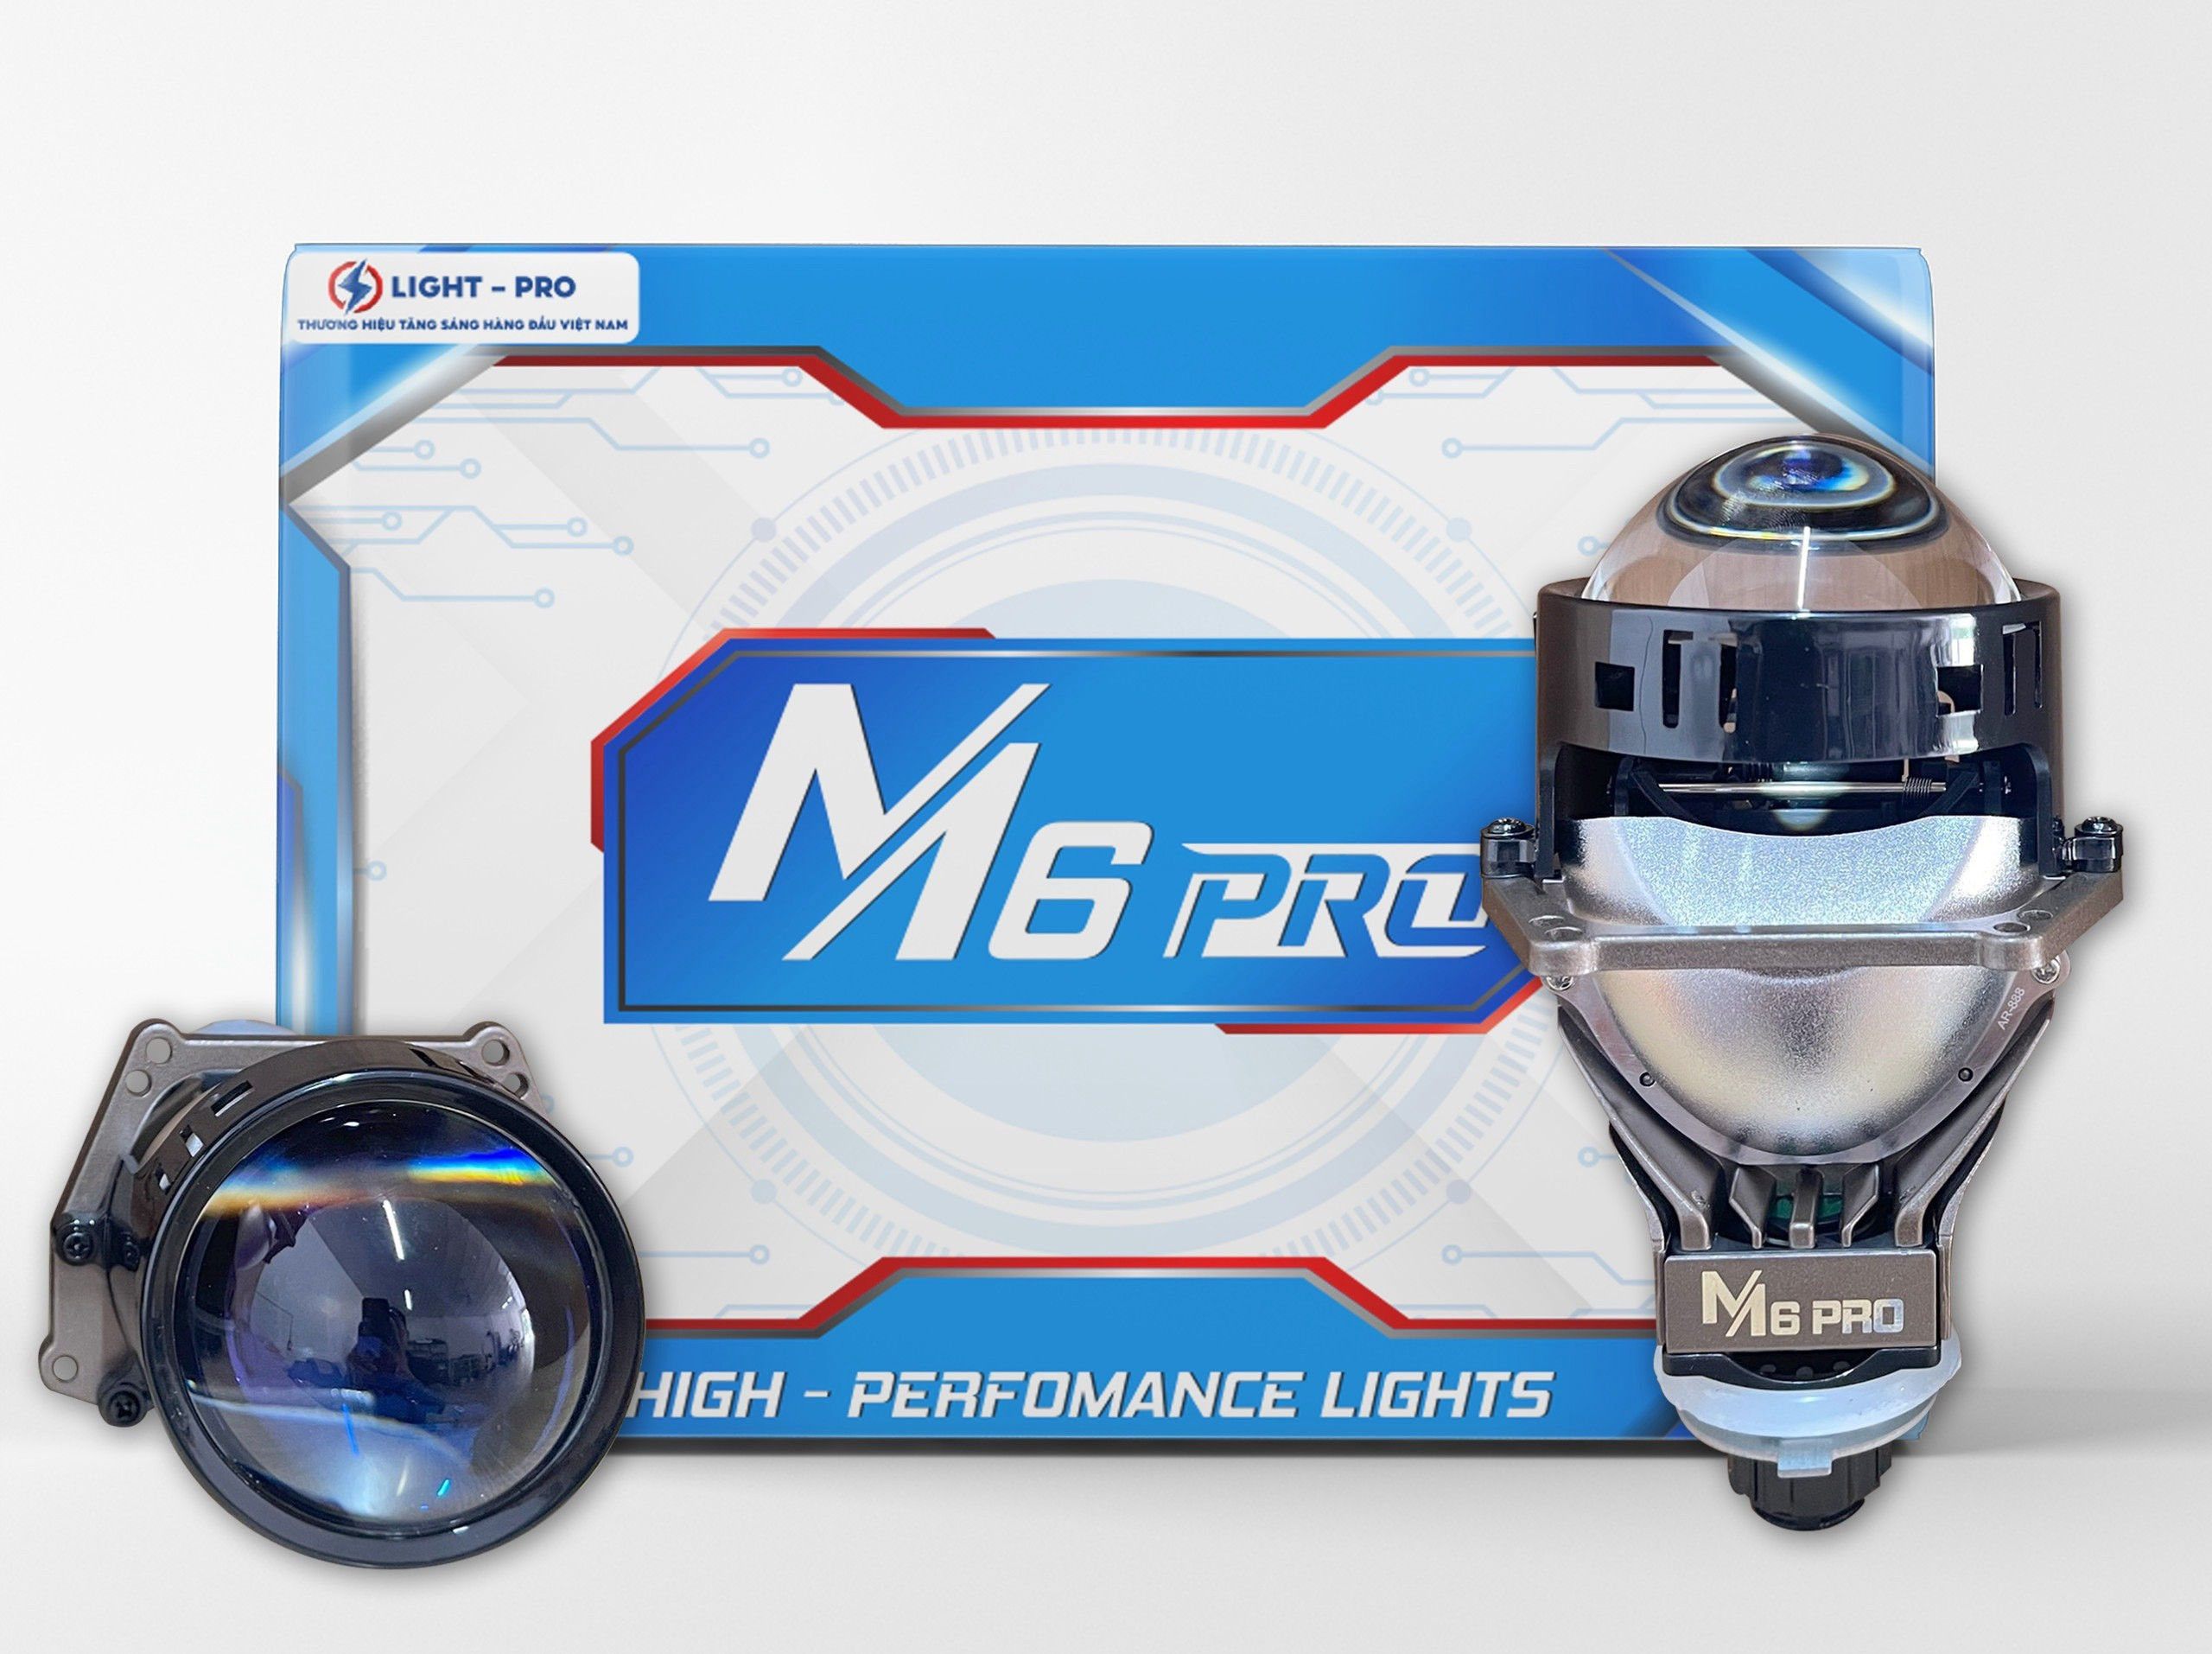 LIGHT - PRO
THƯƠNG HIỆU TĂNG SÁNG HÀNG ĐẦU VIỆT NAM
M6 PRO
AR-888
M6 PRO
HIGH - PERFOMANCE LIGHTS